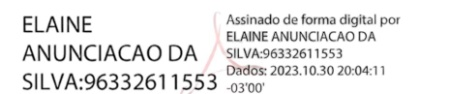 ELAINE
ANUNCIACAO DA
SILVA:96332611553
Assinado de forma digital por
ELAINE ANUNCIACAO DA
SILVA:96332611553
Dados: 2023.10.30 20:04:11
-03'00'